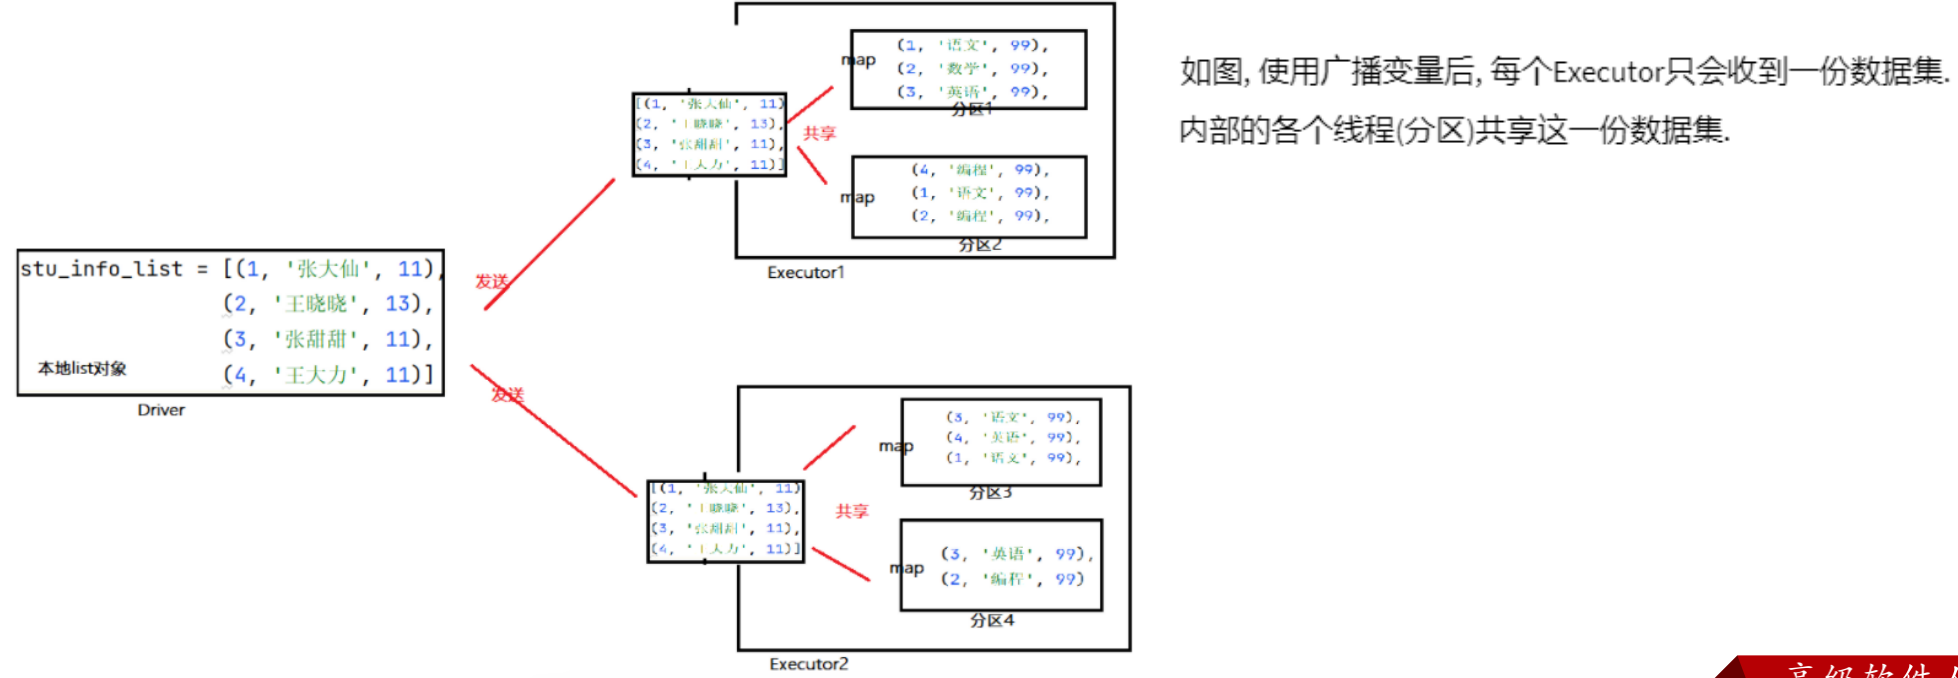 stu_info_list = [(1, '张大仙', 11),
(2, '王晓晓', 13),
(3, '张甜甜', 11),
(4, '王大力', 11)]
本地list对象
Driver
发送
发送
[(1, '张大仙', 11)
(2, '王晓晓', 13),
(3, '张甜甜', 11),
(4, '王大力', 11)]
共享
map
(1, '语文', 99),
(2, '数学', 99),
(3, '英语', 99),
分区1
map
(4, '编程', 99),
(1, '语文', 99),
(2, '编程', 99),
分区2
Executor1
[(1, '张大仙', 11)
(2, '王晓晓', 13),
(3, '张甜甜', 11),
(4, '王大力', 11)]
共享
map
(3, '语文', 99),
(4, '英语', 99),
(1, '语文', 99),
分区3
map
(3, '英语', 99),
(2, '编程', 99)
分区4
Executor2
如图, 使用广播变量后, 每个Executor只会收到一份数据集.
内部的各个线程(分区)共享这一份数据集.
高级软件